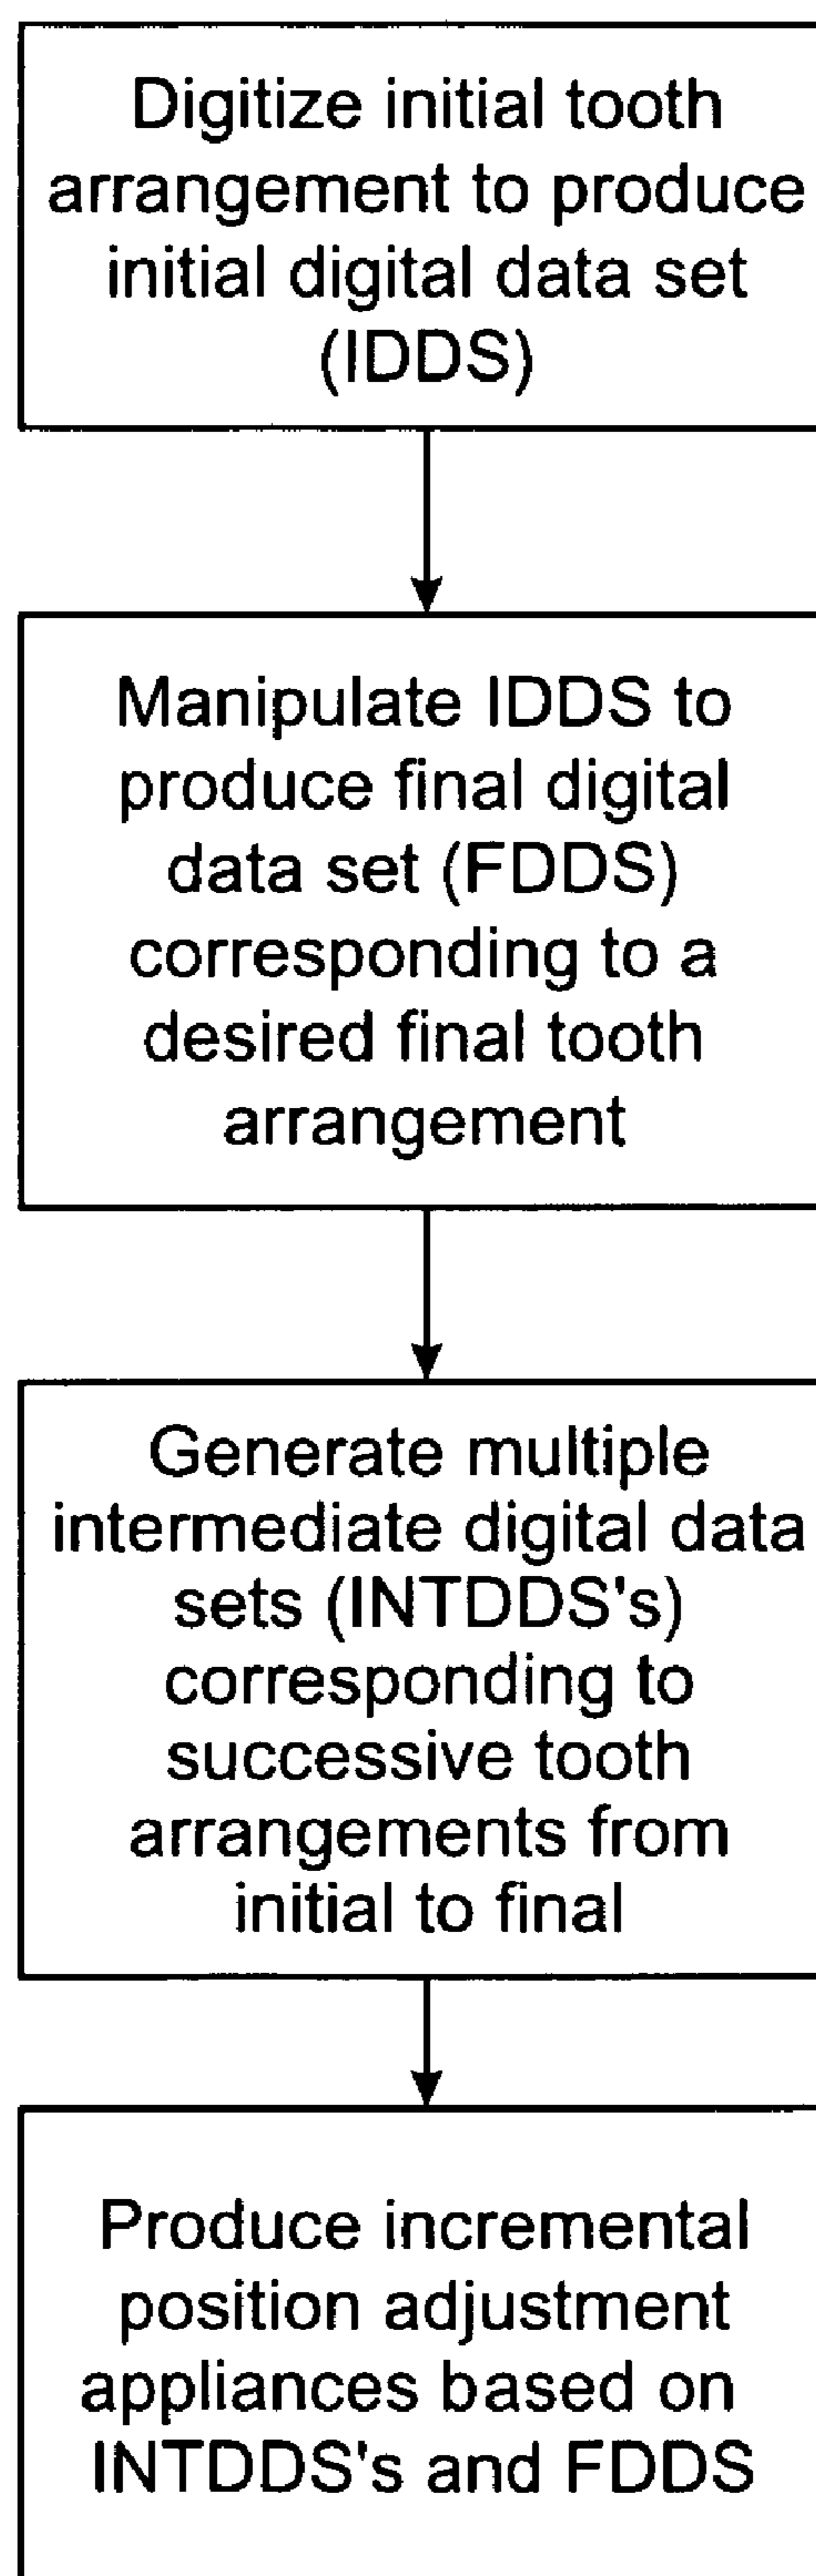 Digitize initial tooth
arrangement to produce
initial digital data set
(IDDS)
Manipulate IDDS to
produce final digital
data set (FDDS)
corresponding to a
desired final tooth
arrangement
Generate multiple
intermediate digital data
sets (INTDDS's)
corresponding to
successive tooth
arrangements from
initial to final
Produce incremental
position adjustment
appliances based on
INTDDS's and FDDS